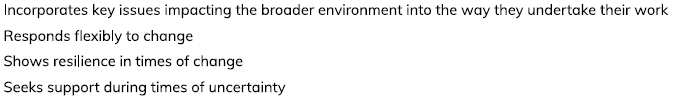 Incorporates key issues impacting the broader environment into the way they undertake their work
Responds flexibly to change
Shows resilience in times of change
Seeks support during times of uncertainty